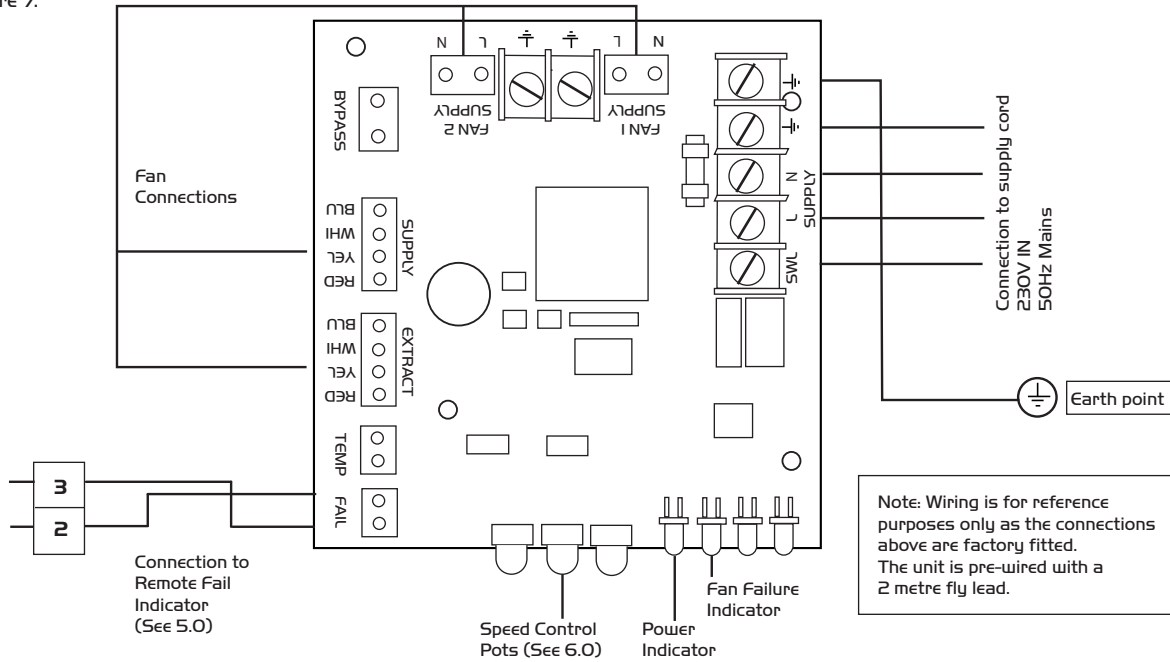 re 7.
N L ⏚ ⏚ L N
FAN 2
SUPPLY
FAN 1
SUPPLY
BYPASS
Fan
Connections
BLU
WHI
YEL
RED
SUPPLY
BLU
WHI
YEL
RED
EXTRACT
TEMP
FAIL
N
L
SUPPLY
SWL
Connection to supply cord
230V IN
50Hz Mains
Earth point
3
2
Connection to
Remote Fail
Indicator
(See 5.0)
Speed Control
Pots (See 6.0)
Power
Indicator
Fan Failure
Indicator
Note: Wiring is for reference
purposes only as the connections
above are factory fitted.
The unit is pre-wired with a
2 metre fly lead.